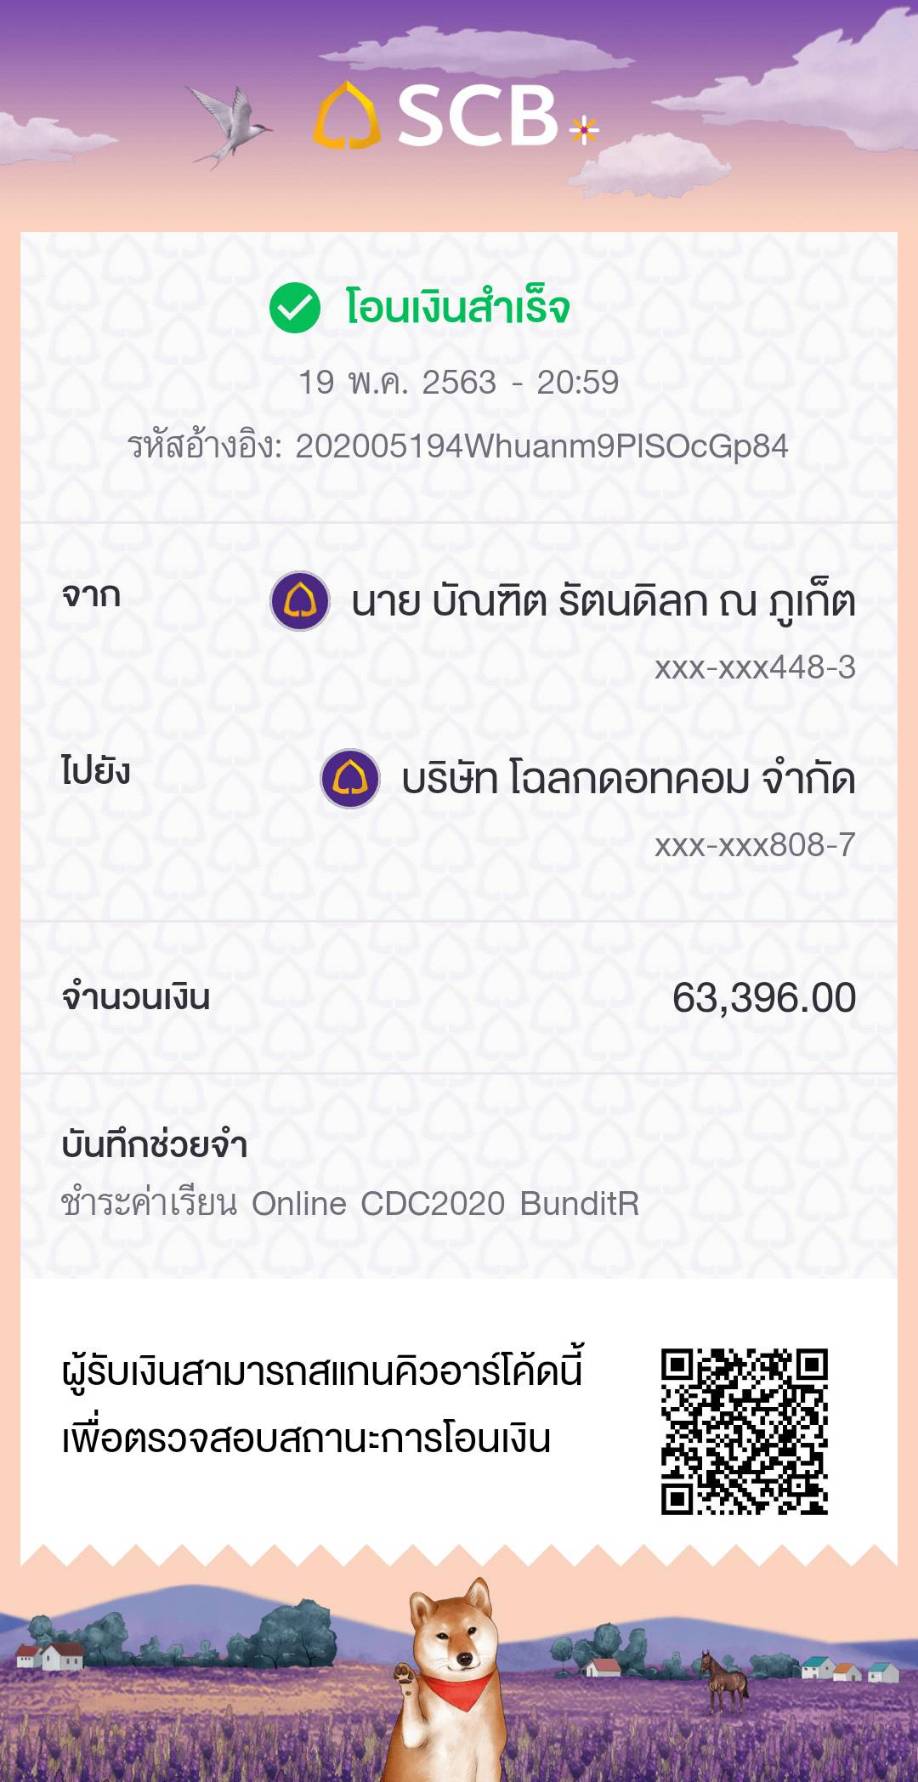 SCB
โอนเงินสำเร็จ
19 พ.ค. 2563 - 20:59
รหัสอ้างอิง: 202005194Whuanm9PlSOcGp84
จาก
นาย บัณฑิต รัตนดิลก ณ ภูเก็ต
xxx-xxx448-3
ไปยัง
บริษัท โฉลกดอทคอม จำกัด
xxx-xxx808-7
จำนวนเงิน 63,396.00
บันทึกช่วยจำ
ชำระค่าเรียน Online CDC2020 BunditR
ผู้รับเงินสามารถสแกนคิวอาร์โค้ดนี้
เพื่อตรวจสอบสถานะการโอนเงิน